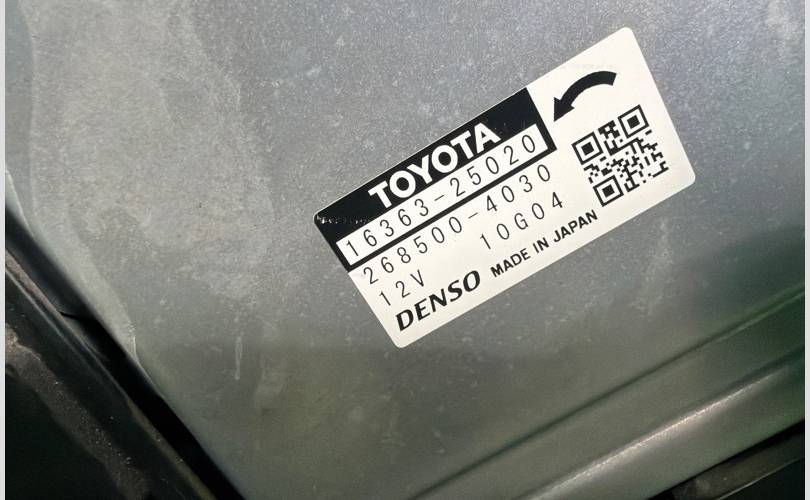 TOYOTA
16363-25020
268500-4030
12V 10G04
DENSO MADE IN JAPAN